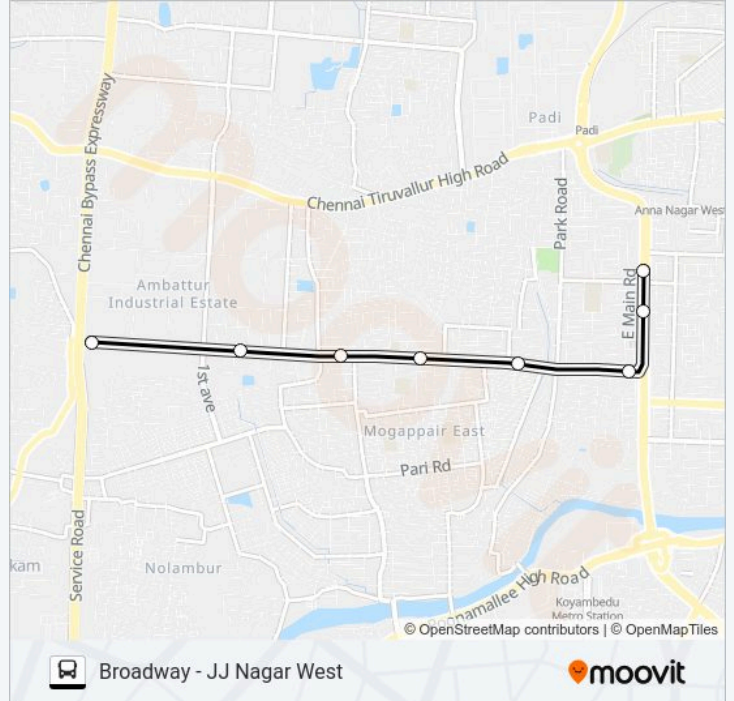 Padi
Padi
Chennai Bypass Expressway
Chennai Tiruvallur High Road
Park Road
Anna Nagar West
Ambattur
Industrial Estate
E Main Rd
1st ave
Mogappair East
Pari Rd
Service Road
kam
Nolambur
Poonamallee High Road
Koyambedu
Metro Station
© OpenStreetMap contributors | © OpenMapTiles
Broadway - JJ Nagar West
moovit